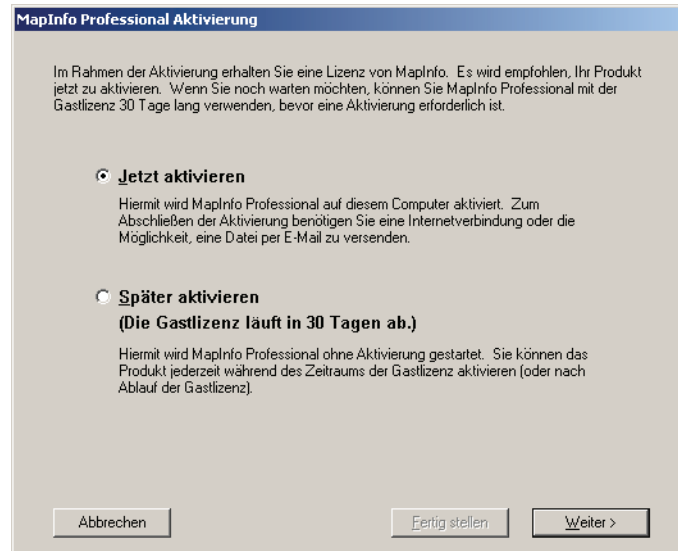 MapInfo Professional Aktivierung
Im Rahmen der Aktivierung erhalten Sie eine Lizenz von MapInfo.  Es wird empfohlen, Ihr Produkt
jetzt zu aktivieren.  Wenn Sie noch warten möchten, können Sie MapInfo Professional mit der
Gastlizenz 30 Tage lang verwenden, bevor eine Aktivierung erforderlich ist.
Jetzt aktivieren
Hiermit wird MapInfo Professional auf diesem Computer aktiviert.  Zum
Abschließen der Aktivierung benötigen Sie eine Internetverbindung oder die
Möglichkeit, eine Datei per E-Mail zu versenden.
Später aktivieren
(Die Gastlizenz läuft in 30 Tagen ab.)
Hiermit wird MapInfo Professional ohne Aktivierung gestartet.  Sie können das
Produkt jederzeit während des Zeitraums der Gastlizenz aktivieren (oder nach
Ablauf der Gastlizenz).
Abbrechen
Fertig stellen
Weiter >